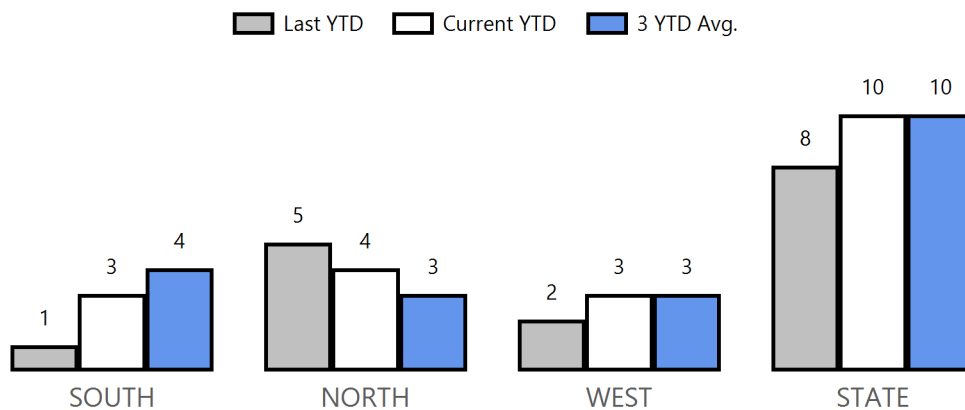 Last YTD Current YTD 3 YTD Avg.
10 10
8
5
4 4
3 3 3 3
2
1
SOUTH NORTH WEST STATE